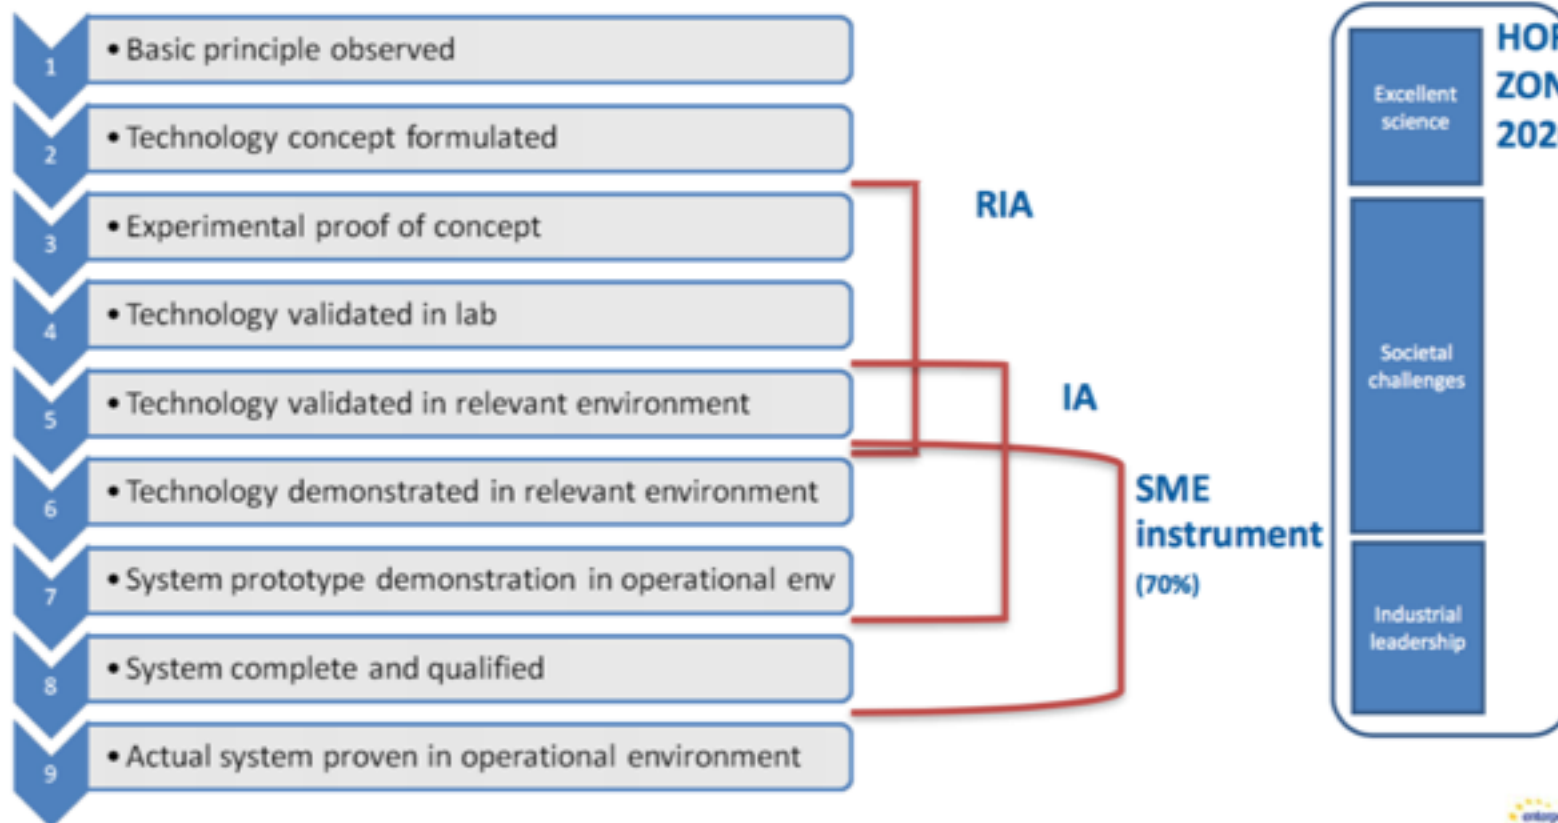 1
• Basic principle observed
2
• Technology concept formulated
3
• Experimental proof of concept
4
• Technology validated in lab
5
• Technology validated in relevant environment
6
• Technology demonstrated in relevant environment
7
• System prototype demonstration in operational env
8
• System complete and qualified
9
• Actual system proven in operational environment
RIA
IA
SME
instrument
(70%)
Excellent
science
Societal
challenges
Industrial
leadership
HOR
ZON
202